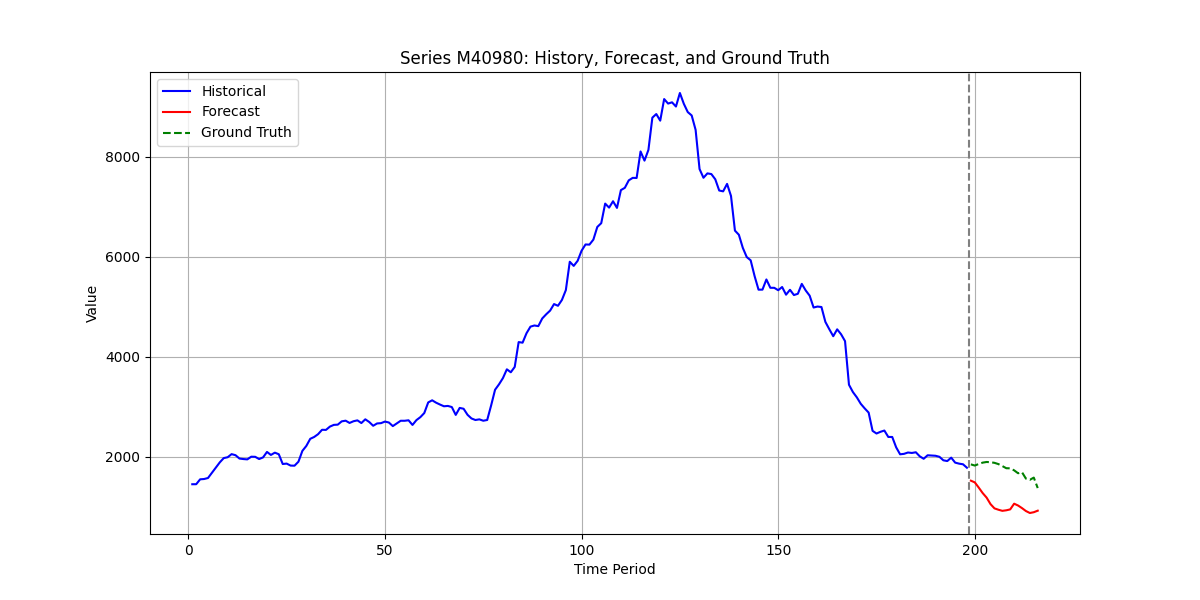 Series M40980: History, Forecast, and Ground Truth
Historical
Forecast
Ground Truth
8000
6000
4000
2000
Value
0
50
100
150
200
Time Period